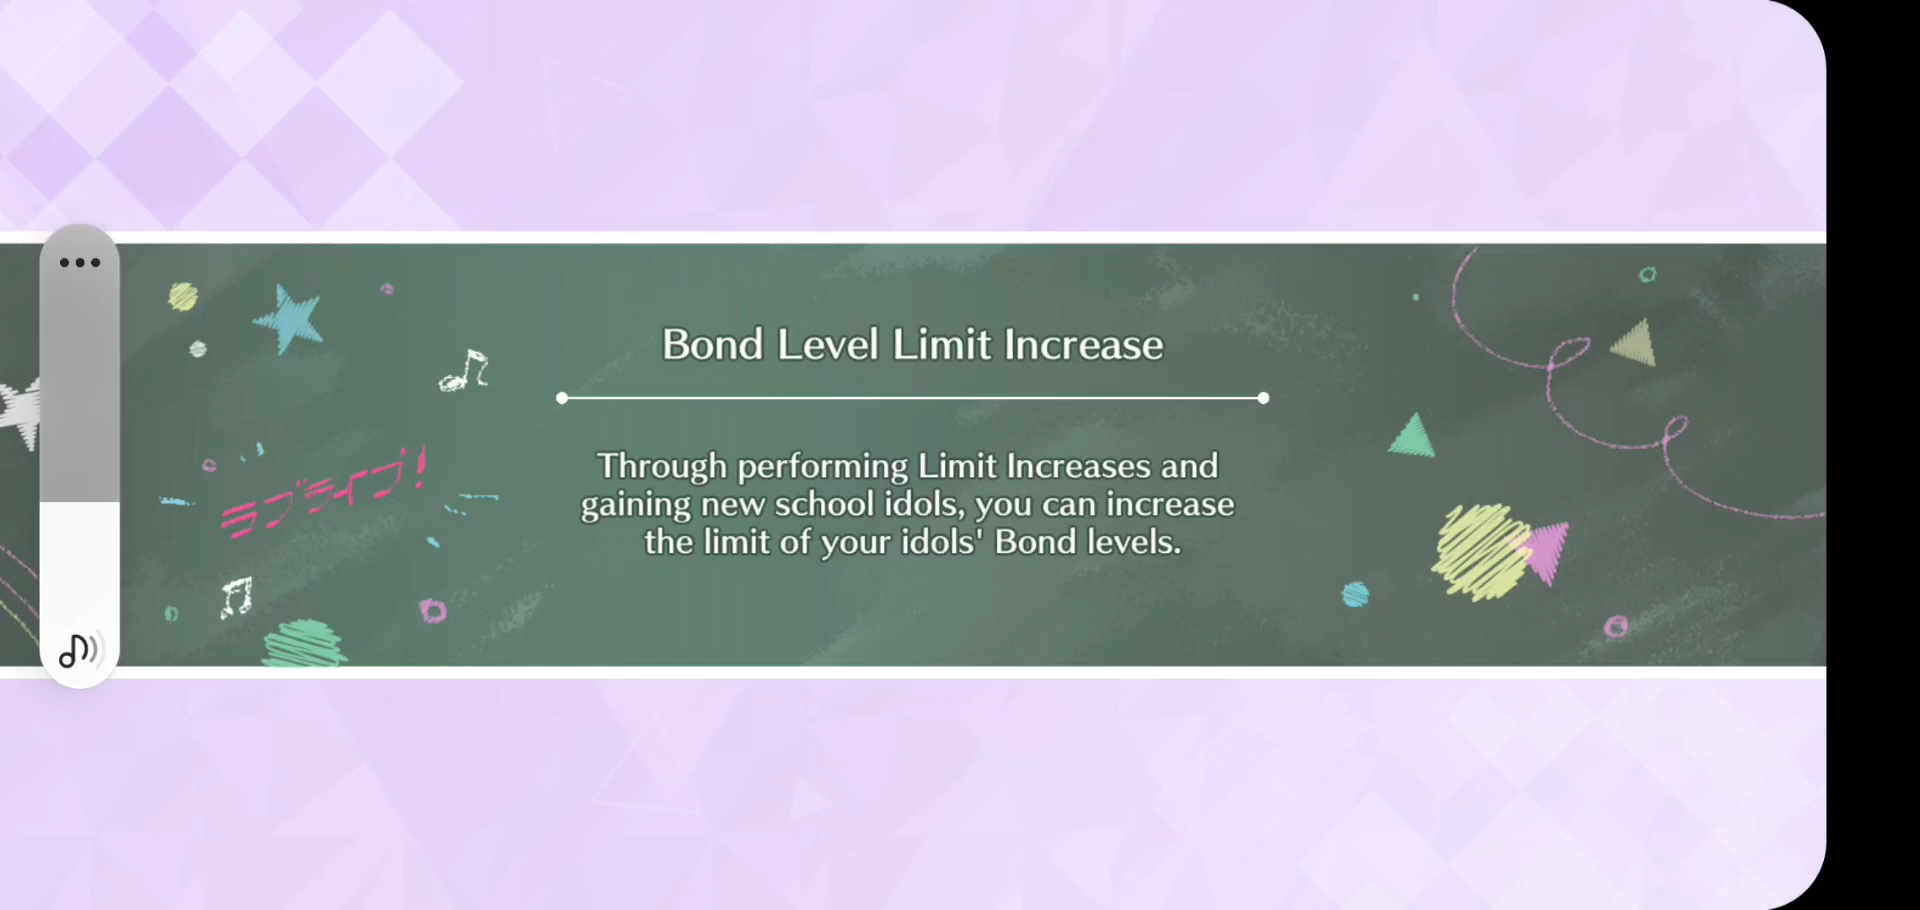 Bond Level Limit Increase
ラブライブ!
Through performing Limit Increases and
gaining new school idols, you can increase
the limit of your idols' Bond levels.